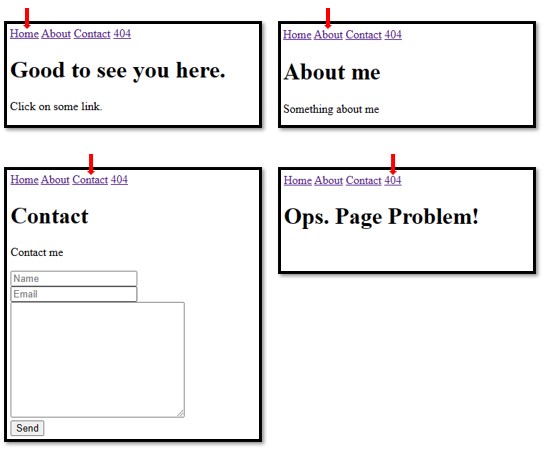 Home About Contact 404
Good to see you here.
Click on some link.
Home About Contact 404
About me
Something about me
Home About Contact 404
Contact
Contact me
Name
Email
Send
Home About Contact 404
Ops. Page Problem!